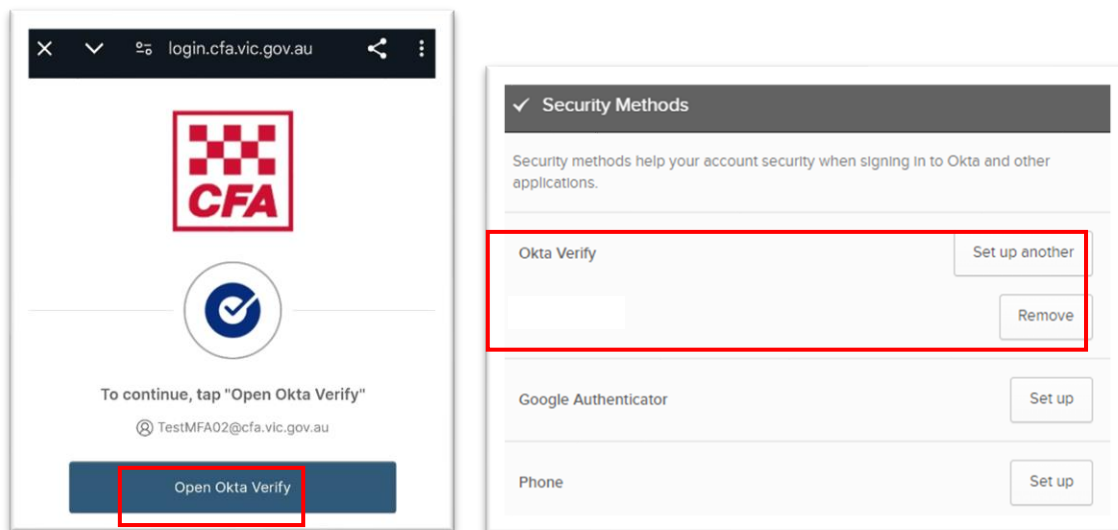 login.cfa.vic.gov.au
CFA
To continue, tap "Open Okta Verify"
TestMFA02@cfa.vic.gov.au
Open Okta Verify
Security Methods
Security methods help your account security when signing in to Okta and other
applications.
Okta Verify
Set up another
Remove
Google Authenticator
Set up
Phone
Set up